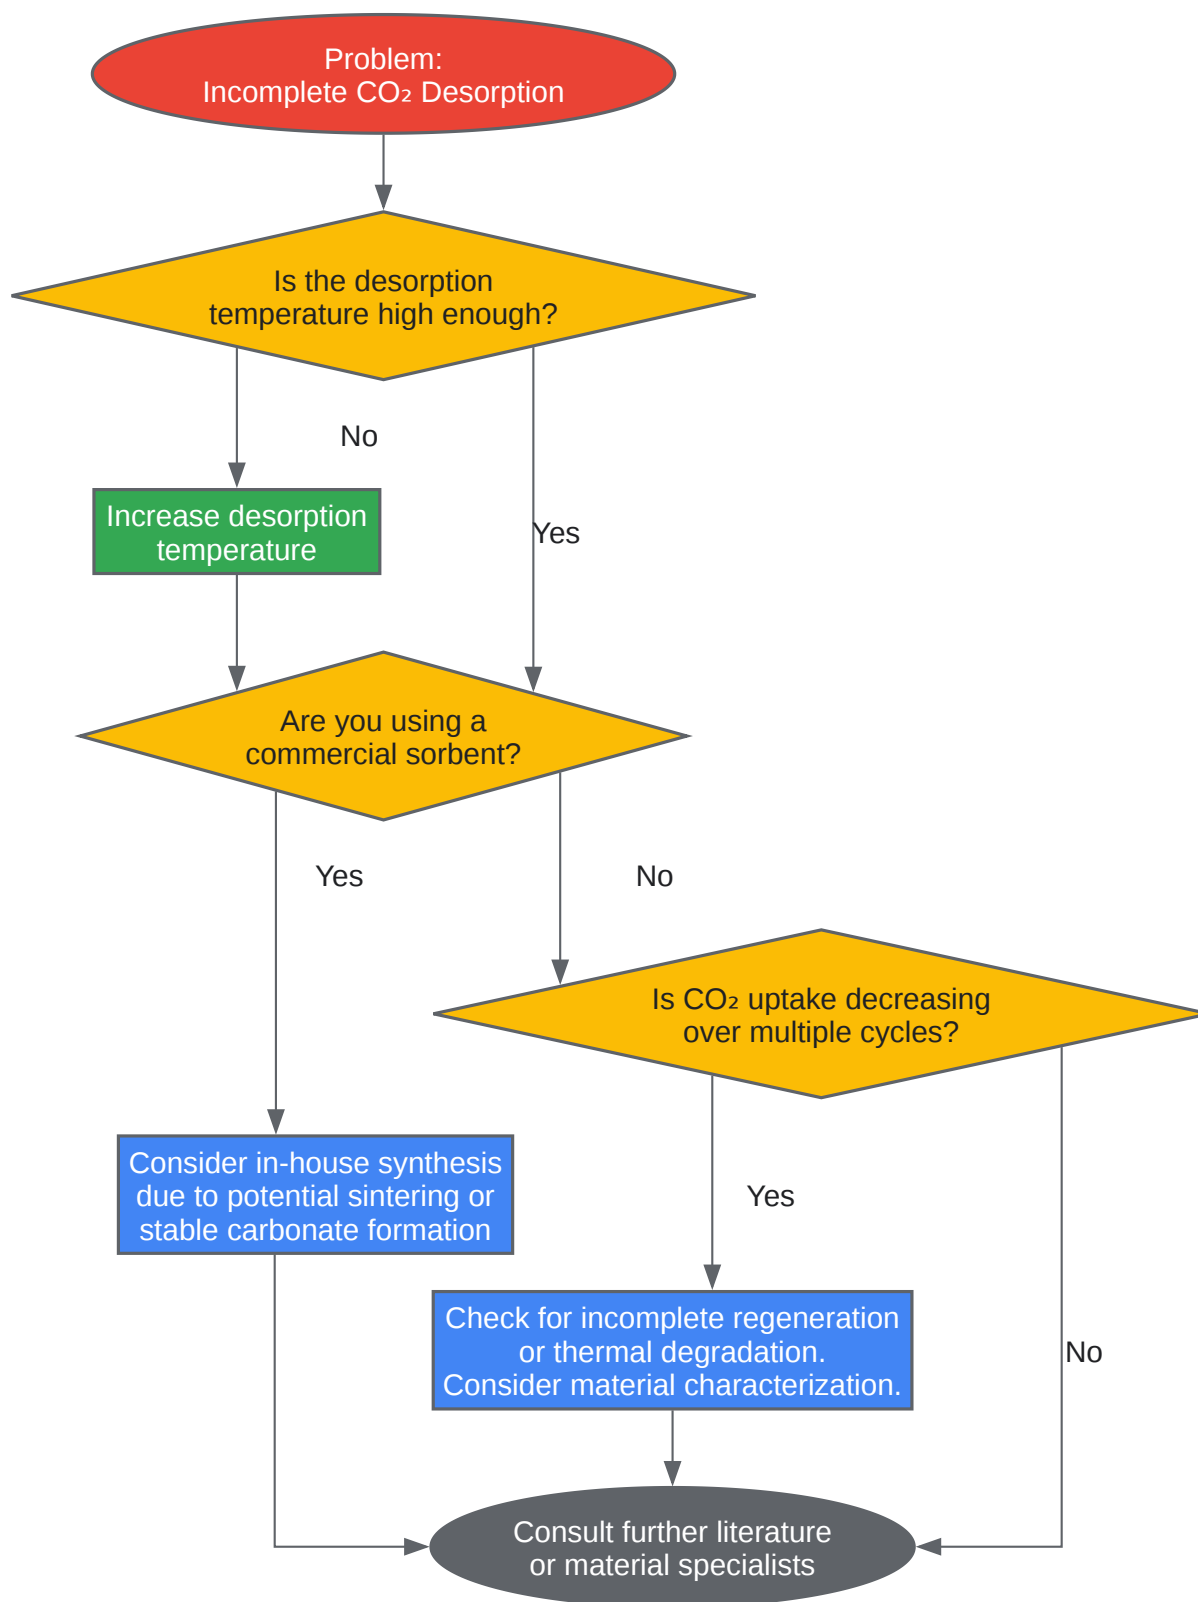 Problem:
Incomplete CO₂ Desorption
Is the desorption
temperature high enough?
No
Increase desorption
temperature
Yes
Are you using a
commercial sorbent?
Yes
No
Is CO₂ uptake decreasing
over multiple cycles?
Consider in-house synthesis
due to potential sintering or
stable carbonate formation
Yes
Check for incomplete regeneration
or thermal degradation.
Consider material characterization.
No
Consult further literature
or material specialists